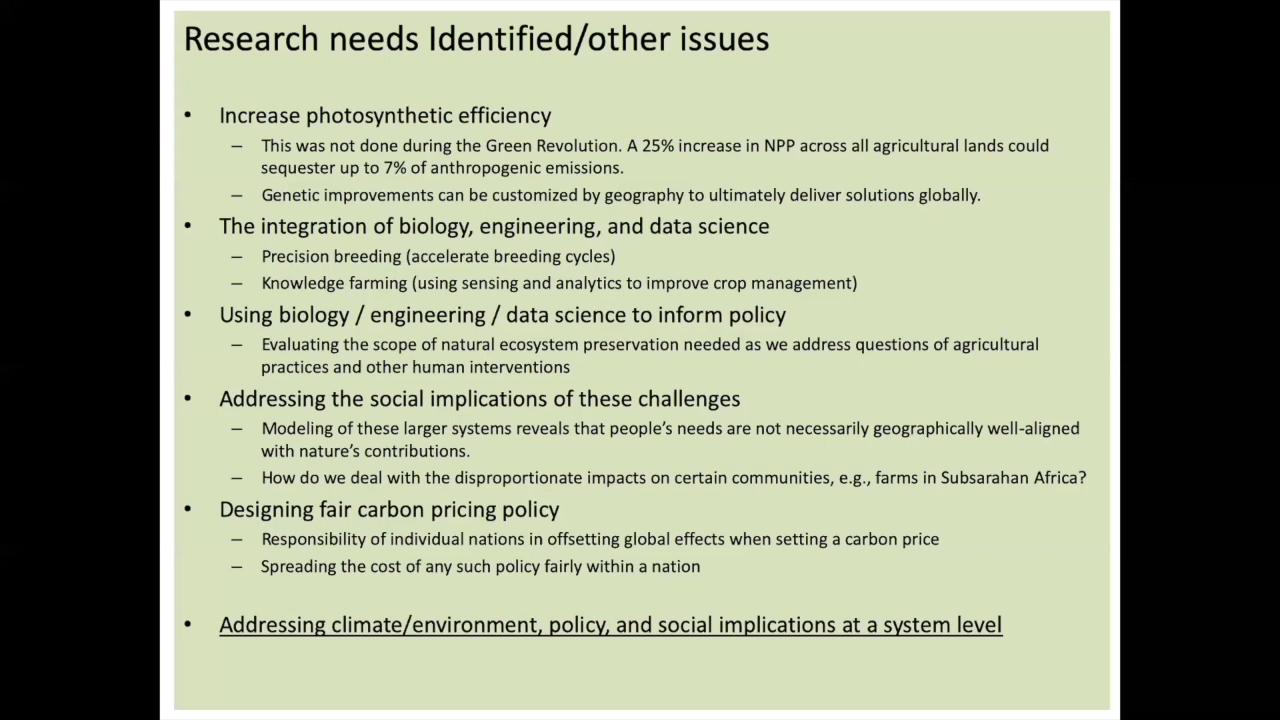 Research needs Identified/other issues
• Increase photosynthetic efficiency
– This was not done during the Green Revolution. A 25% increase in NPP across all agricultural lands could
sequester up to 7% of anthropogenic emissions.
– Genetic improvements can be customized by geography to ultimately deliver solutions globally.
• The integration of biology, engineering, and data science
– Precision breeding (accelerate breeding cycles)
– Knowledge farming (using sensing and analytics to improve crop management)
• Using biology / engineering / data science to inform policy
– Evaluating the scope of natural ecosystem preservation needed as we address questions of agricultural
practices and other human interventions
• Addressing the social implications of these challenges
– Modeling of these larger systems reveals that people’s needs are not necessarily geographically well-aligned
with nature’s contributions.
– How do we deal with the disproportionate impacts on certain communities, e.g., farms in Subsarahan Africa?
• Designing fair carbon pricing policy
– Responsibility of individual nations in offsetting global effects when setting a carbon price
– Spreading the cost of any such policy fairly within a nation
• Addressing climate/environment, policy, and social implications at a system level